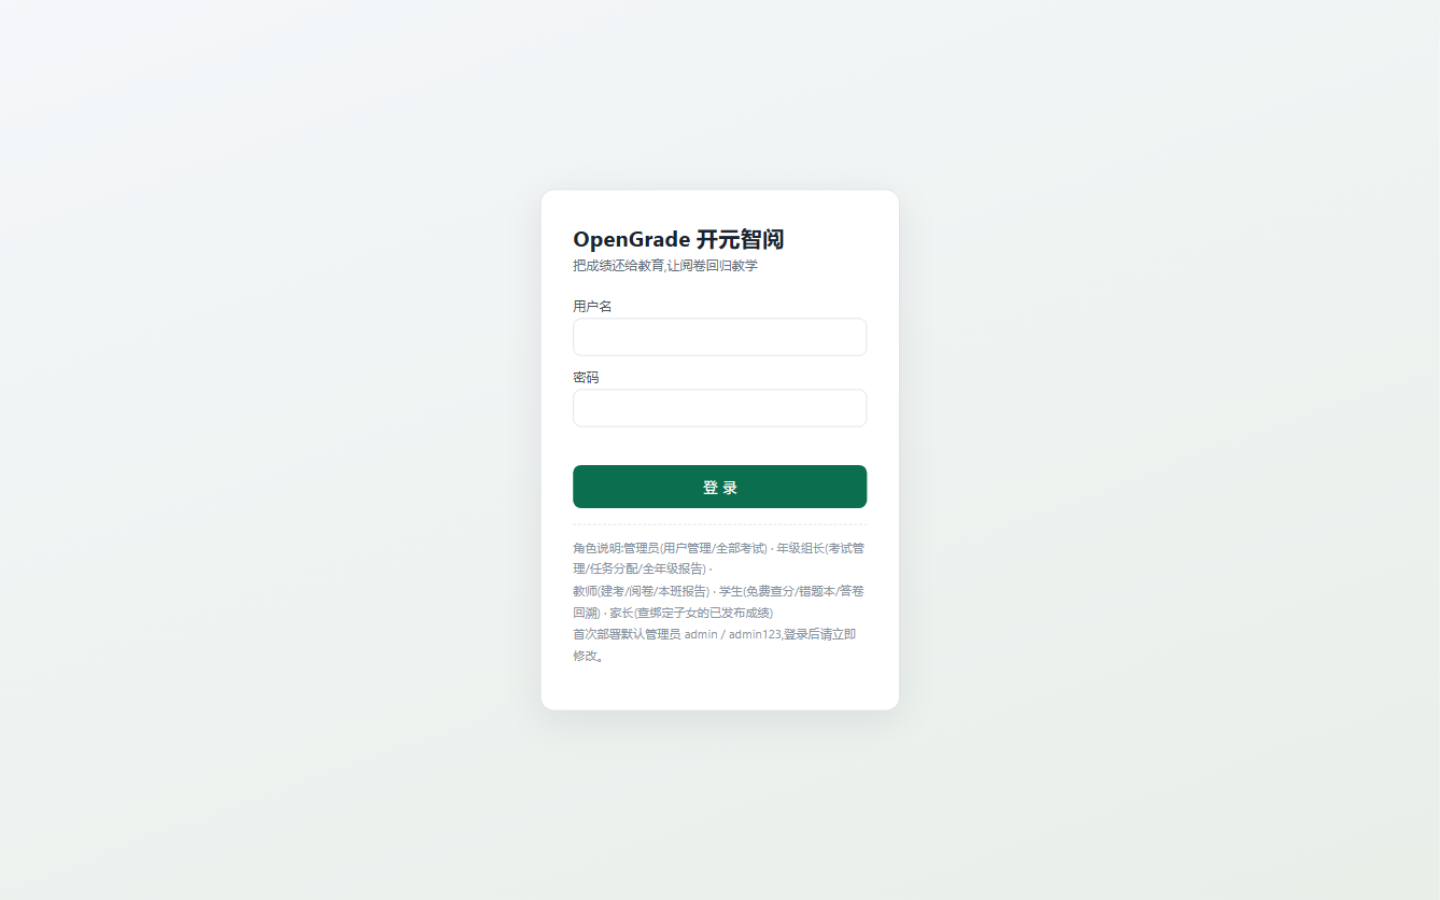 OpenGrade 开元智阅
把成绩还给教育,让阅卷回归教学
用户名
密码
登 录
角色说明:管理员(用户管理/全部考试) · 年级组长(考试管
理/任务分配/全年级报告) ·
教师(建考/阅卷/本班报告) · 学生(免费查分/错题本/答卷
回溯) · 家长(查绑定子女的已发布成绩)
首次部署默认管理员 admin / admin123,登录后请立即
修改。